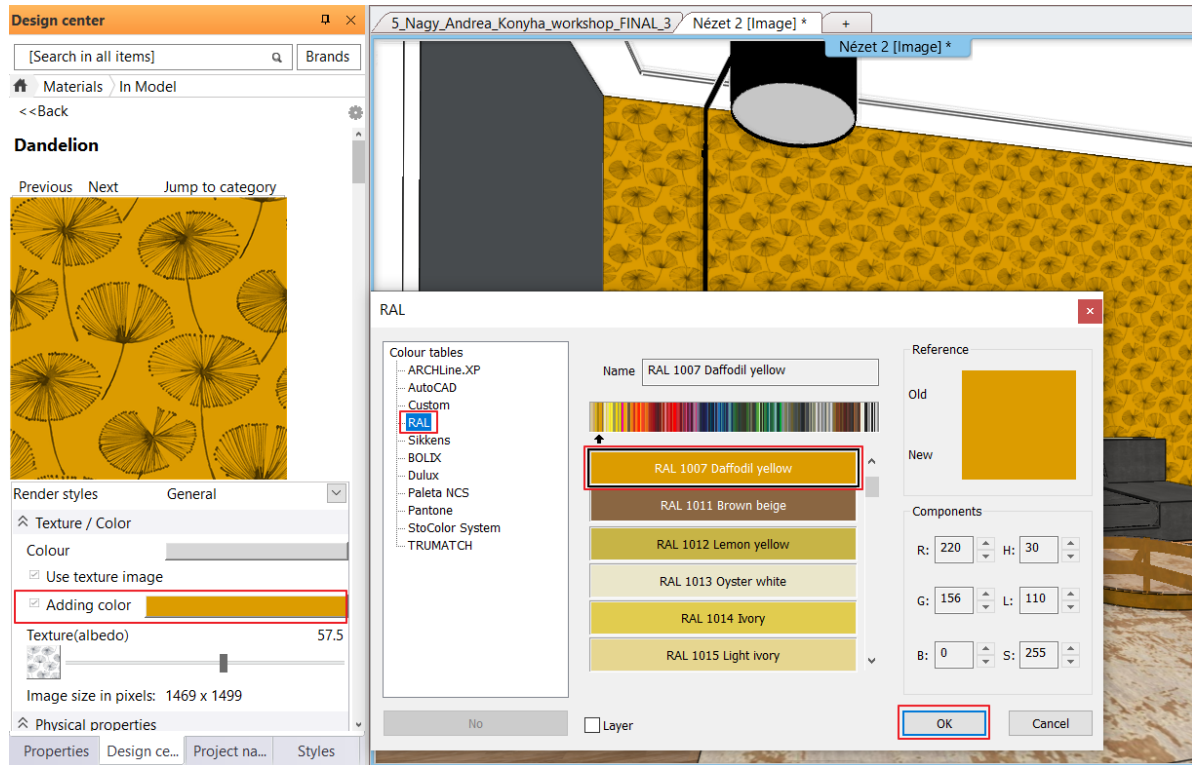 Design center
[Search in all items]
Brands
Materials
In Model
<<Back
Dandelion
Previous Next Jump to category
Render styles General
Texture / Color
Colour
Use texture image
Adding color
Texture(albedo) 57.5
Image size in pixels: 1469 x 1499
Physical properties
Properties Design ce... Project na... Styles
5_Nagy_Andrea_Konyha_workshop_FINAL_3
Nézet 2 [Image] *
+
Nézet 2 [Image] *
RAL
Colour tables
ARCHLine.XP
AutoCAD
Custom
RAL
Sikkens
BOLIX
Dulux
Paleta NCS
Pantone
StoColor System
TRUMATCH
No
Name RAL 1007 Daffodil yellow
RAL 1007 Daffodil yellow
RAL 1011 Brown beige
RAL 1012 Lemon yellow
RAL 1013 Oyster white
RAL 1014 Ivory
RAL 1015 Light ivory
Layer
Reference
Old
New
Components
R: 220 H: 30
G: 156 L: 110
B: 0 S: 255
OK Cancel